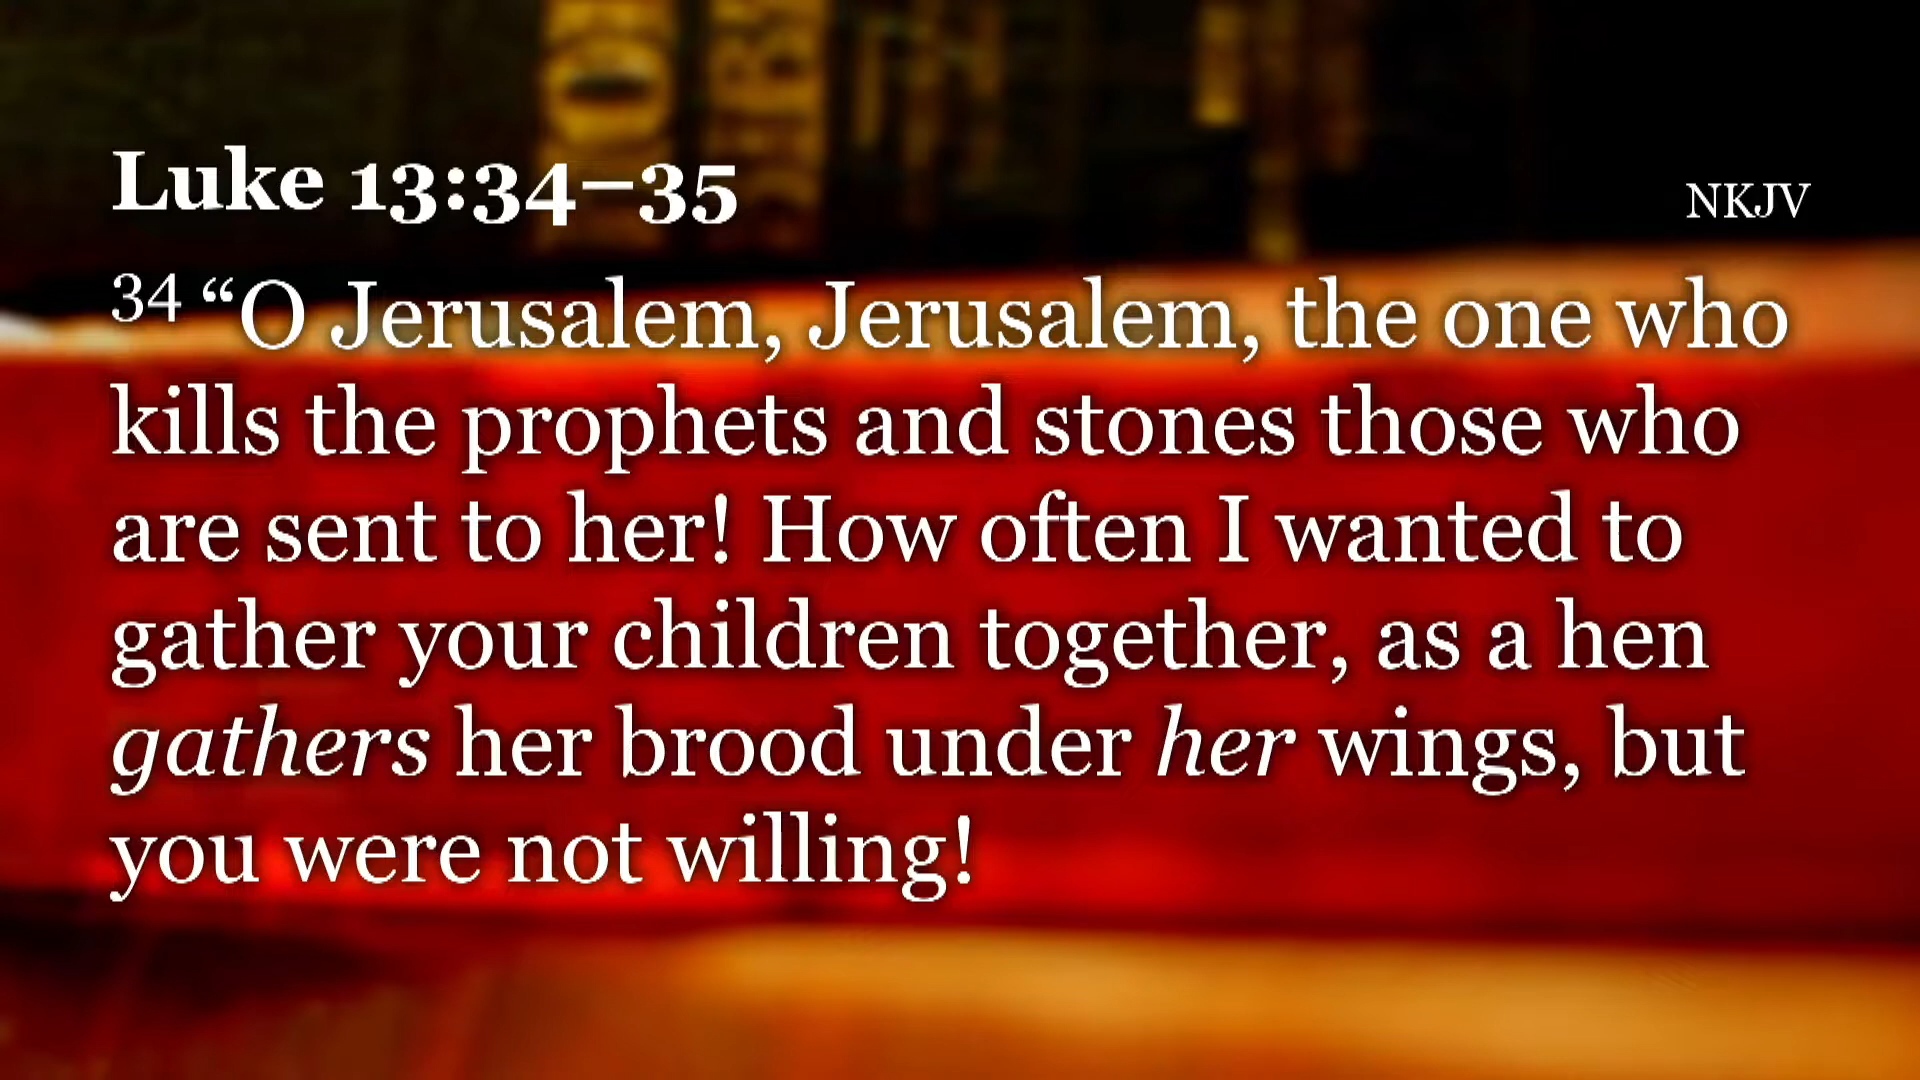 Luke 13:34–35
NKJV
34 “O Jerusalem, Jerusalem, the one who
kills the prophets and stones those who
are sent to her! How often I wanted to
gather your children together, as a hen
gathers her brood under her wings, but
you were not willing!